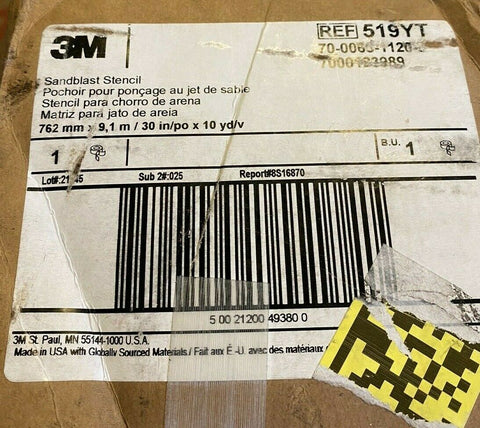 3M
REF 519YT
Sandblast Stencil
Pochoir pour ponçage au jet de sable
Stencil para chorro de arena
Matriz para jato de areia
762 mm x 9,1 m / 30 in/po x 10 yd/v
1
B.U. 1
Sub 2#:025
Report#8S16870
5 00 21200 49380 0
3M St. Paul, MN 55144-1000 U.S.A.
Made in USA with Globally Sourced Materials / Fait aux É.-U. avec des matériaux